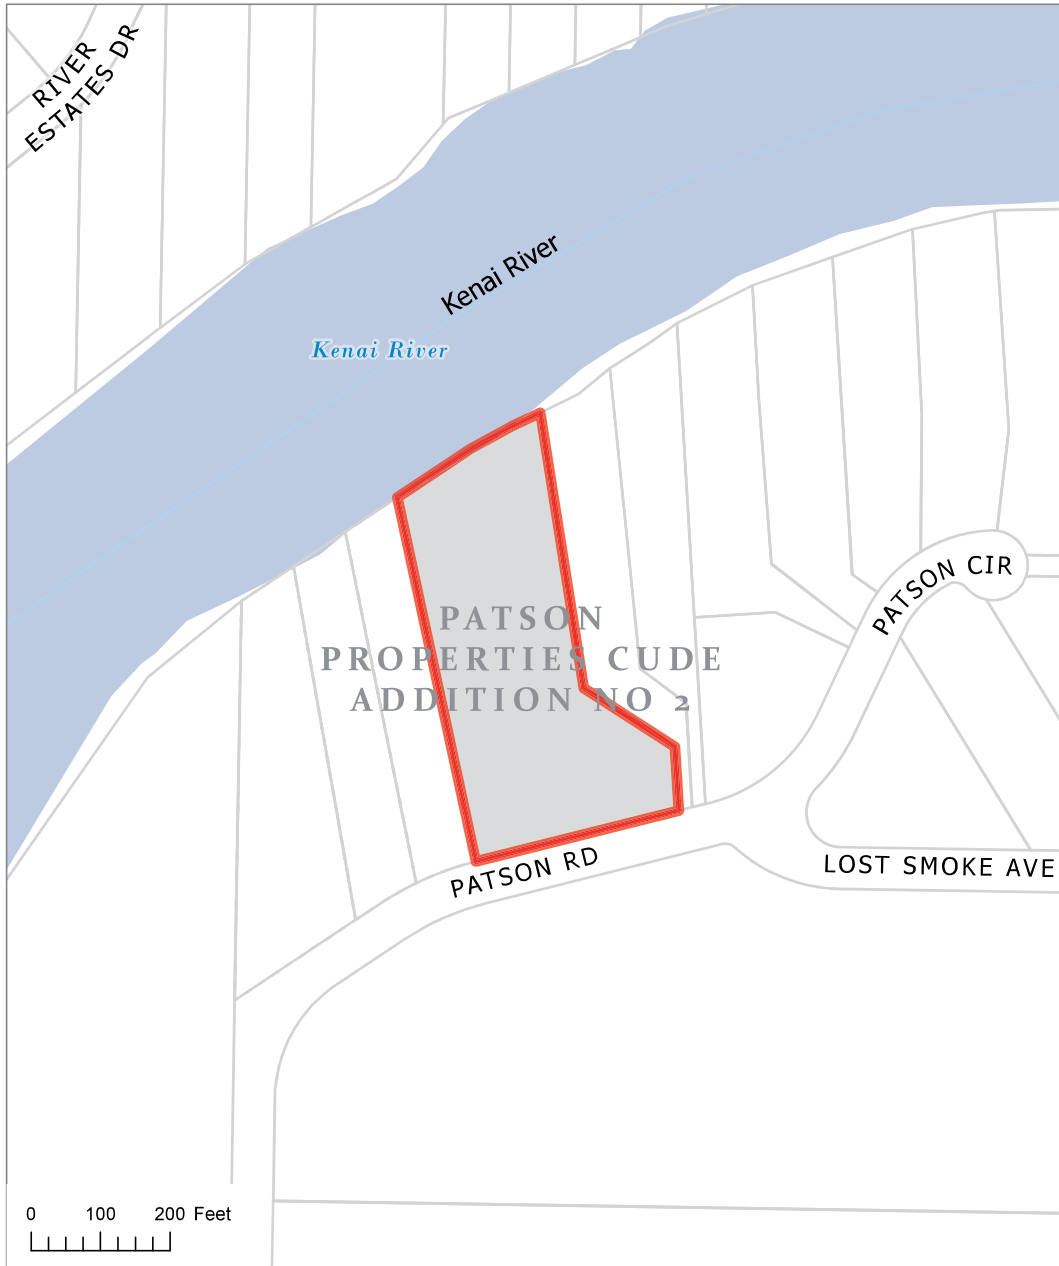 RIVER
ESTATES DR
Kenai River
Kenai River
PATSON CIR
PATSON
PROPERTIES CUDE
ADDITION NO 2
PATSON RD
LOST SMOKE AVE
0 100 200 Feet